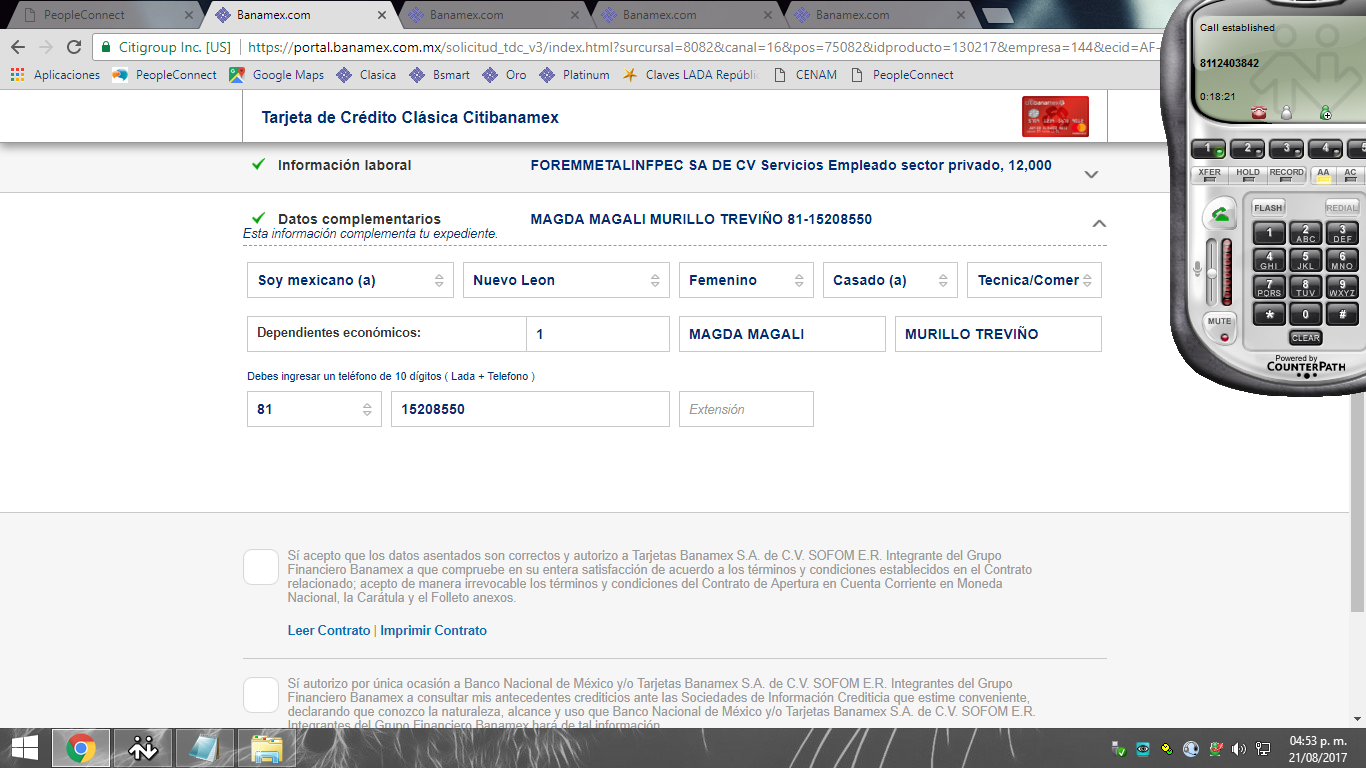 PeopleConnect
Banamex.com
Banamex.com
Banamex.com
Banamex.com
Citigroup Inc. [US]
https://portal.banamex.com.mx/solicitud_tdc_v3/index.html?surcursal=8082&canal=16&pos=75082&idproducto=130217&empresa=144&ecid=AF-
Aplicaciones
PeopleConnect
Google Maps
Clasica
Bsmart
Oro
Platinum
Claves LADA Repúblic
CENAM
PeopleConnect
Tarjeta de Crédito Clásica Citibanamex
Información laboral
FOREMMETALINFPEC SA DE CV Servicios Empleado sector privado, 12,000
Datos complementarios
MAGDA MAGALI MURILLO TREVIÑO 81-15208550
Esta información complementa tu expediente.
Soy mexicano (a)
Nuevo Leon
Femenino
Casado (a)
Tecnica/Comer
Dependientes económicos:
1
MAGDA MAGALI
MURILLO TREVIÑO
Debes ingresar un teléfono de 10 dígitos ( Lada + Telefono )
81
15208550
Extensión
Sí acepto que los datos asentados son correctos y autorizo a Tarjetas Banamex S.A. de C.V. SOFOM E.R. Integrante del Grupo
Financiero Banamex a que compruebe en su entera satisfacción de acuerdo a los términos y condiciones establecidos en el Contrato
relacionado; acepto de manera irrevocable los términos y condiciones del Contrato de Apertura en Cuenta Corriente en Moneda
Nacional, la Carátula y el Folleto anexos.
Leer Contrato | Imprimir Contrato
Sí autorizo por única ocasión a Banco Nacional de México y/o Tarjetas Banamex S.A. de C.V. SOFOM E.R. Integrantes del Grupo
Financiero Banamex a consultar mis antecedentes crediticios ante las Sociedades de Información Crediticia que estime conveniente,
declarando que conozco la naturaleza, alcance y uso que Banco Nacional de México y/o Tarjetas Banamex S.A. de C.V. SOFOM E.R.
Integrantes del Grupo Financiero Banamex hará de tal información
Call established
8112403842
0:18:21
1 2 3 4 5
XFER HOLD RECORD AA AC
FLASH REDIAL
1 2 ABC 3 DEF
4 GHI 5 JKL 6 MNO
7 PQRS 8 TUV 9 WXYZ
* 0 #
MUTE
CLEAR
Powered by
COUNTERPATH
04:53 p. m.
21/08/2017